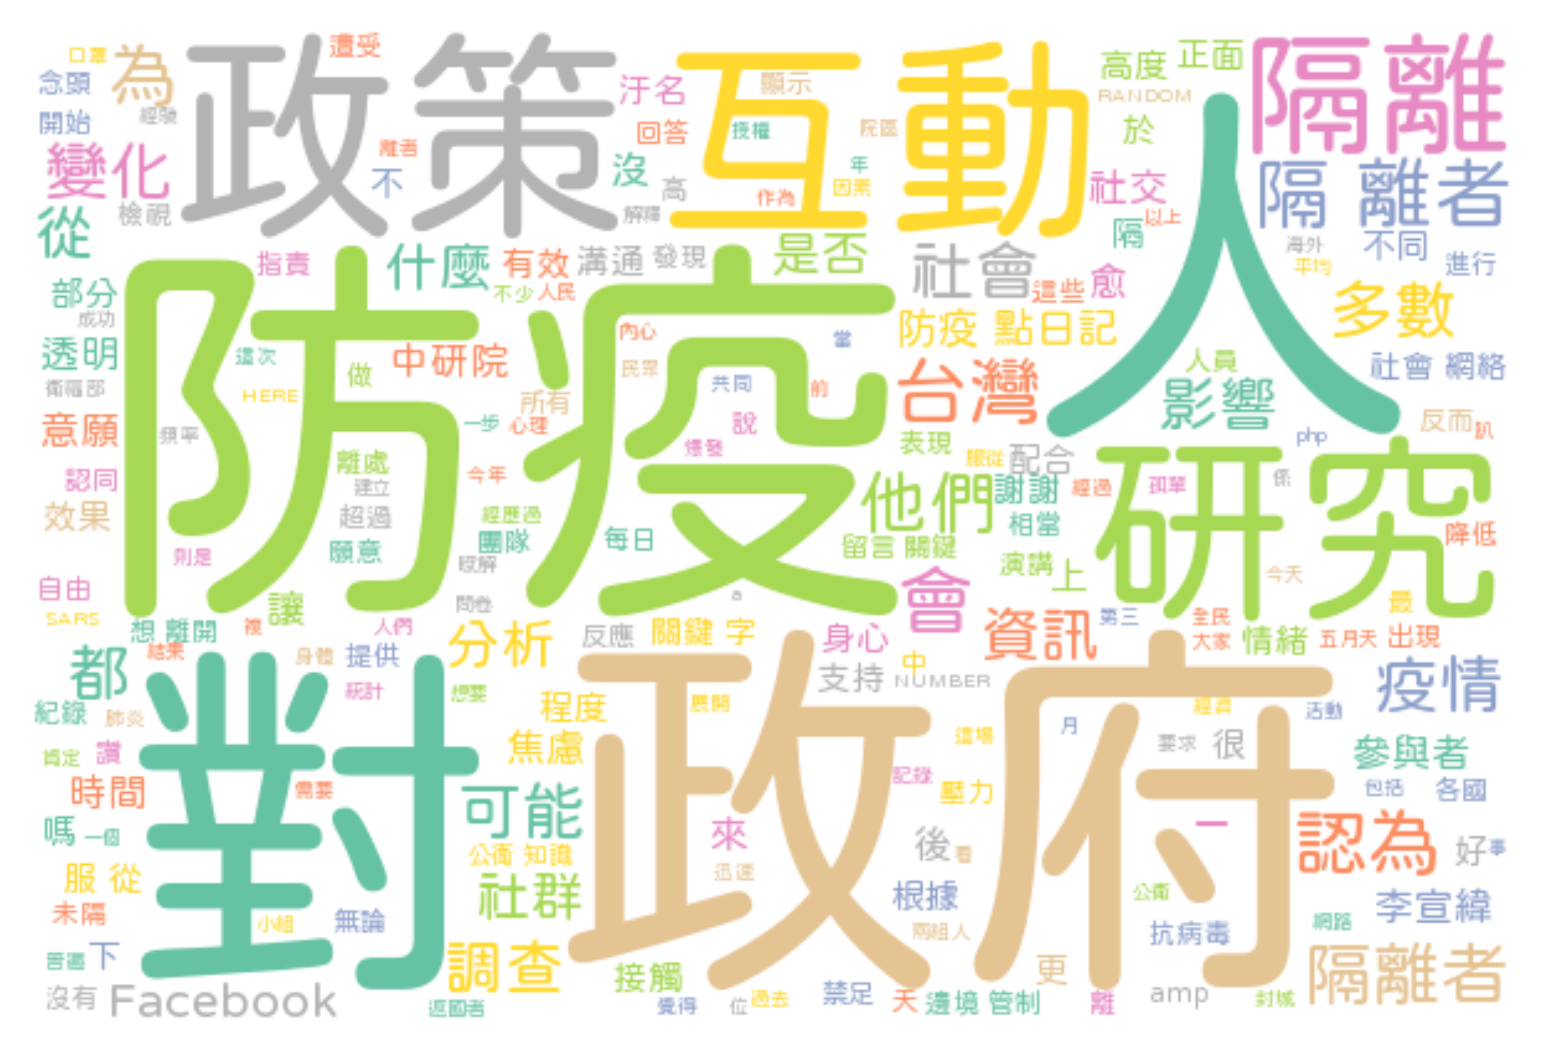 口罩
為
政策
遭受
互動
顯示
高度
正面
隔離
念頭
汙名
RANDOM
經驗
開始
回答
授權
院區
於
變化
離者
不
沒
高
作為
年
因素
社交
隔 離者
檢視
解釋
以上
從
隔
海外
不同
指責
什麼
有效
溝通
發現
是否
社會
平均
進行
部分
不少
人民
這些
愈
多數
人
成功
防疫
內心
當
防疫 點日記
透明
這次
中研院
民眾
共同
前
台灣
人員
社會 網絡
衛福部
HERE
做
所有
影響
意願
頻率
一步
心理
說
表現
php
反而
趴
離處
爆發
服從
配合
研究
認同
今年
他們
謝謝
經過
孤單
係
建立
效果
超過
經歷過
相當
降低
則是
願意
團隊
每日
留言 關鍵
瞭解
演講
上
今天
自由
會
問卷
a
最
SARS
讓
第三
全民
想 離開
複
人們
分析
反應
關鍵 字
身心
資訊
大家
情緒
五月天
出現
結果
身體
提供
都
對
政府
支持
中
NUMBER
疫情
統計
想要
紀錄
肺炎
程度
展開
經濟
活動
月
肯定
讚
焦慮
這場
要求
很
參與者
時間
需要
記錄
壓力
包括
各國
可能
嗎
一個
來
一
認為
後
看
好
事
公衛 知識
服 從
迅速
社群
根據
公衛
李宣緯
未隔
小組
無論
兩組人
抗病毒
網路
普遍
下
調查
接觸
更
隔離者
沒有
Facebook
返國者
覺得
位
過去
禁足
天
邊境 管制
離
amp
封城